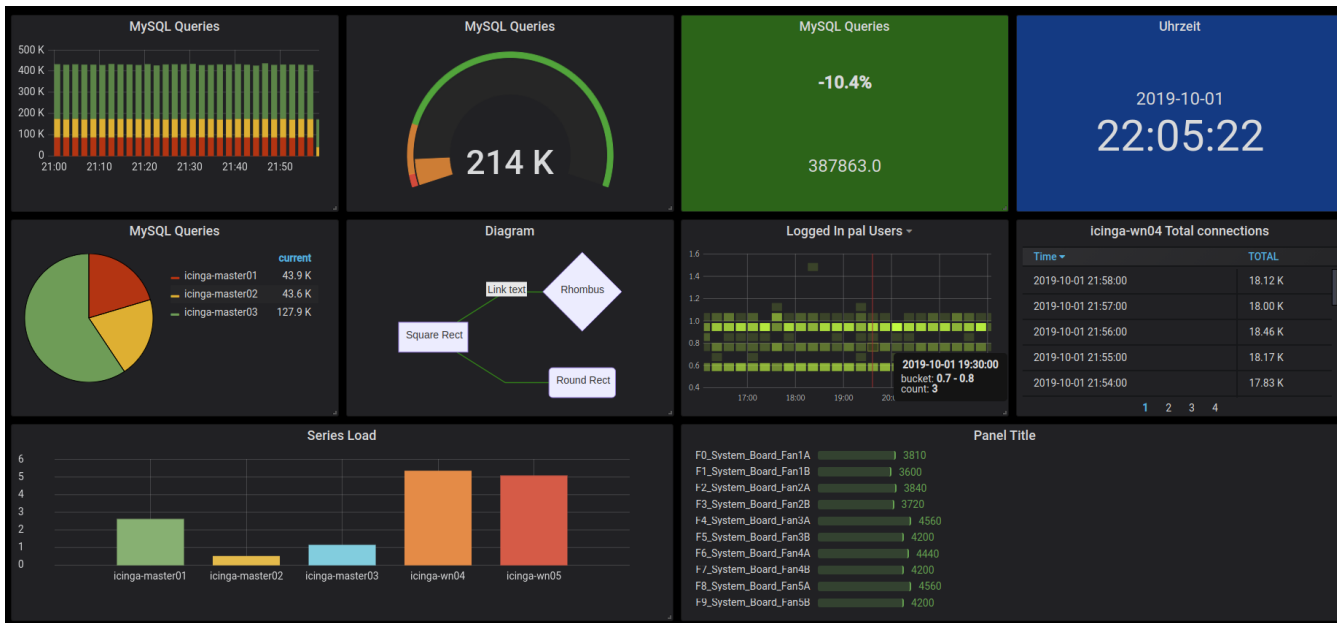 MySQL Queries
500 K
400 K
300 K
200 K
100 K
0
21:00 21:10 21:20 21:30 21:40 21:50
MySQL Queries
214 K
MySQL Queries
-10.4%
387863.0
Uhrzeit
2019-10-01
22:05:22
MySQL Queries
current
icinga-master01 43.9 K
icinga-master02 43.6 K
icinga-master03 127.9 K
Diagram
Link text
Rhombus
Square Rect
Round Rect
Logged In pal Users
1.6
1.4
1.2
1.0
0.8
0.6
0.4
17:00 18:00 19:00
2019-10-01 19:30:00
bucket: 0.7 - 0.8
count: 3
icinga-wn04 Total connections
Time TOTAL
2019-10-01 21:58:00 18.12 K
2019-10-01 21:57:00 18.00 K
2019-10-01 21:56:00 18.46 K
2019-10-01 21:55:00 18.17 K
2019-10-01 21:54:00 17.83 K
1 2 3 4
Series Load
6
5
4
3
2
1
0
icinga-master01 icinga-master02 icinga-master03 icinga-wn04 icinga-wn05
Panel Title
F0_System_Board_Fan1A 3810
F1_System_Board_Fan1B 3600
F2_System_Board_Fan2A 3840
F3_System_Board_Fan2B 3720
F4_System_Board_Fan3A 4560
F5_System_Board_Fan3B 4200
F6_System_Board_Fan4A 4440
F7_System_Board_Fan4B 4200
F8_System_Board_Fan5A 4560
F9_System_Board_Fan5B 4200